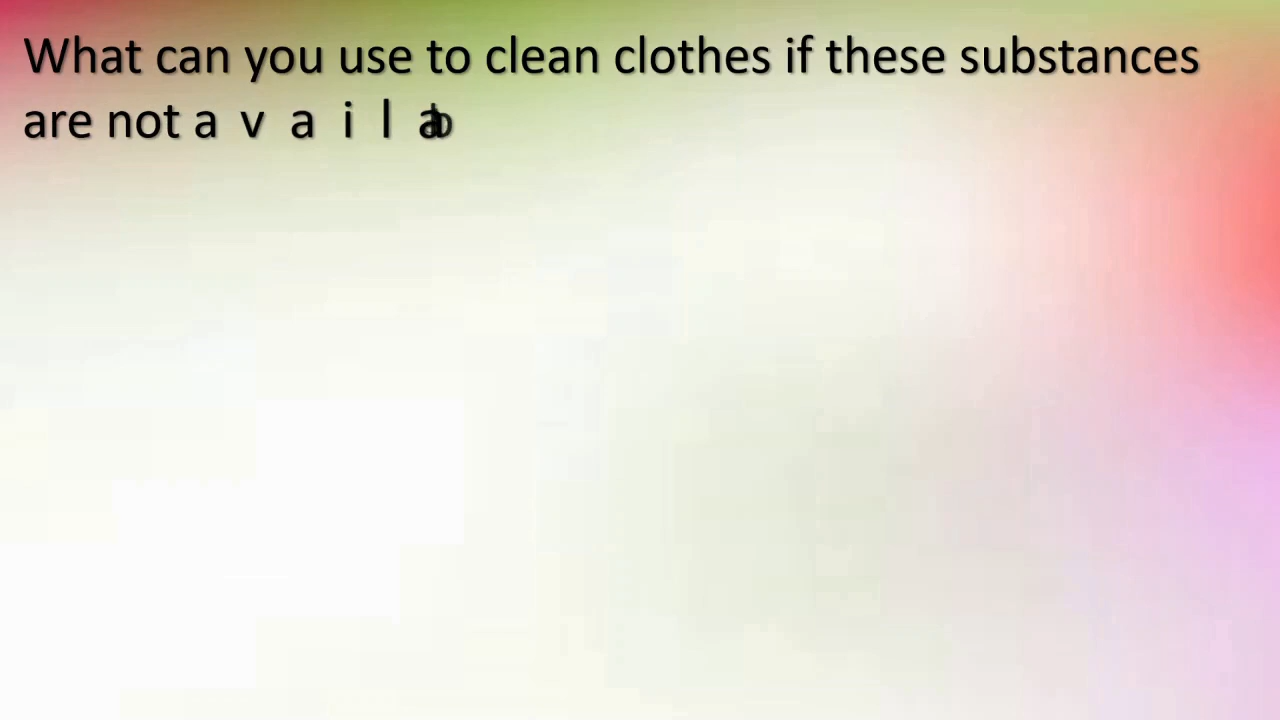 What can you use to clean clothes if these substances
are not a v a i l a b